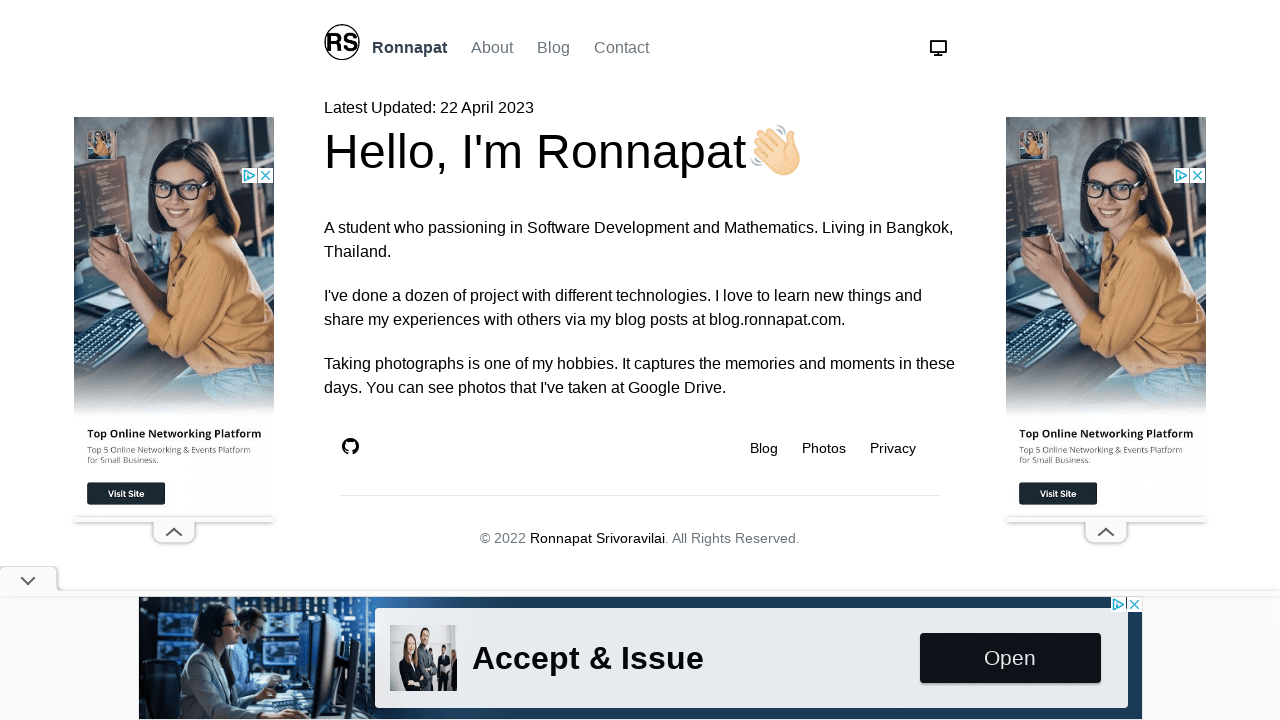 RS
Ronnapat
About
Blog
Contact
Latest Updated: 22 April 2023
Hello, I'm Ronnapat👋🏼
A student who passioning in Software Development and Mathematics. Living in Bangkok,
Thailand.
I've done a dozen of project with different technologies. I love to learn new things and
share my experiences with others via my blog posts at blog.ronnapat.com.
Taking photographs is one of my hobbies. It captures the memories and moments in these
days. You can see photos that I've taken at Google Drive.
Blog
Photos
Privacy
© 2022 Ronnapat Srivoravilai. All Rights Reserved.
Top Online Networking Platform
Top 5 Online Networking & Events Platform
for Small Business.
Visit Site
Top Online Networking Platform
Top 5 Online Networking & Events Platform
for Small Business.
Visit Site
Accept & Issue
Open